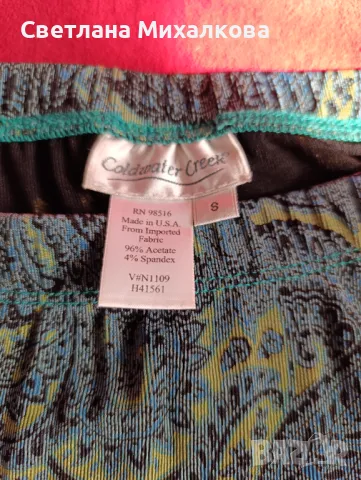 Светлана Михалкова
Coldwater Creek
S
RN 98516
Made in U.S.A.
From Imported
Fabric
96% Acetate
4% Spandex
V#N1109
H41561